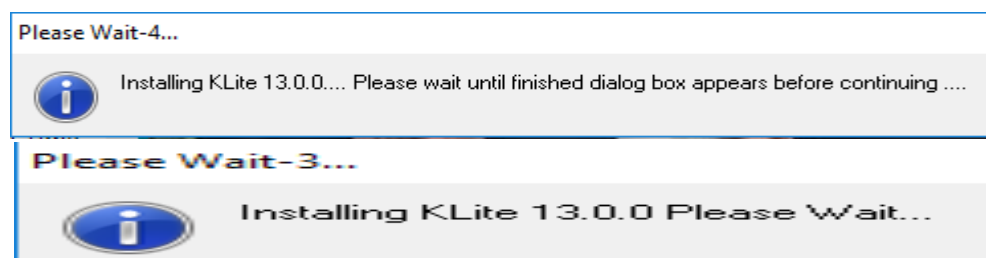 Please Wait-4...
Installing KLite 13.0.0.... Please wait until finished dialog box appears before continuing ....
Please Wait-3...
Installing KLite 13.0.0 Please Wait...